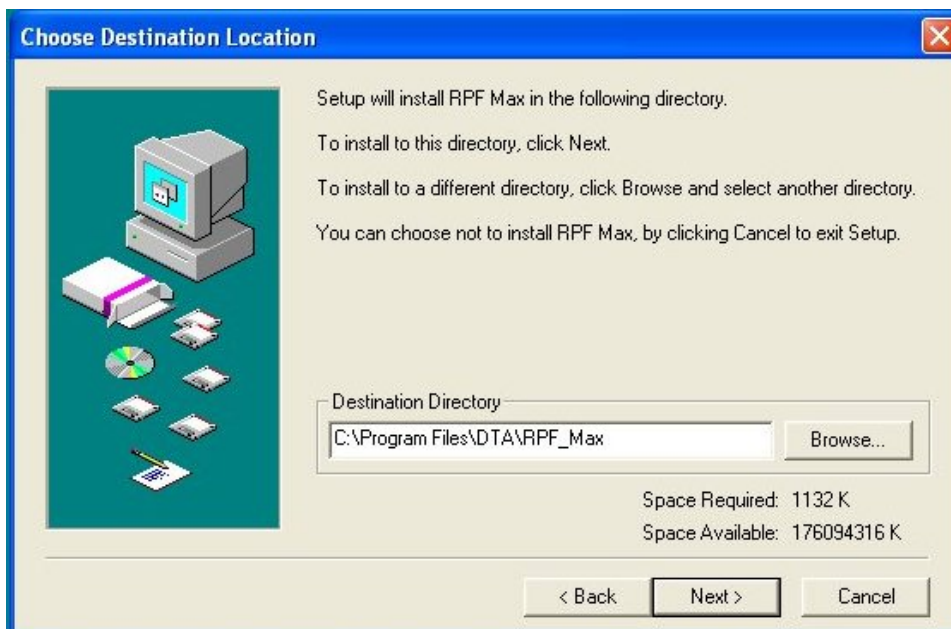 Choose Destination Location
Setup will install RPF Max in the following directory.
To install to this directory, click Next.
To install to a different directory, click Browse and select another directory.
You can choose not to install RPF Max, by clicking Cancel to exit Setup.
Destination Directory
C:\Program Files\DTA\RPF_Max
Browse...
Space Required: 1132 K
Space Available: 176094316 K
< Back
Next >
Cancel